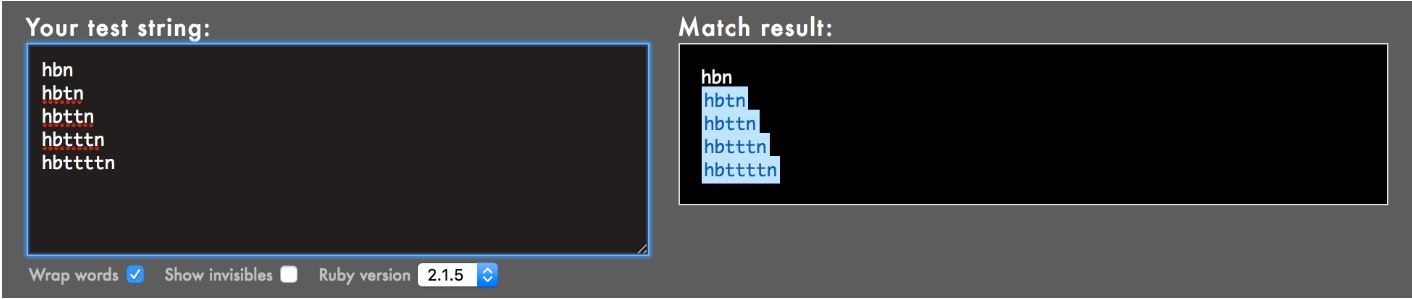 Your test string:
hbn
hbtn
hbttn
hbtttn
hbttttn
Wrap words Show invisibles Ruby version 2.1.5
Match result:
hbn
hbtn
hbttn
hbtttn
hbttttn